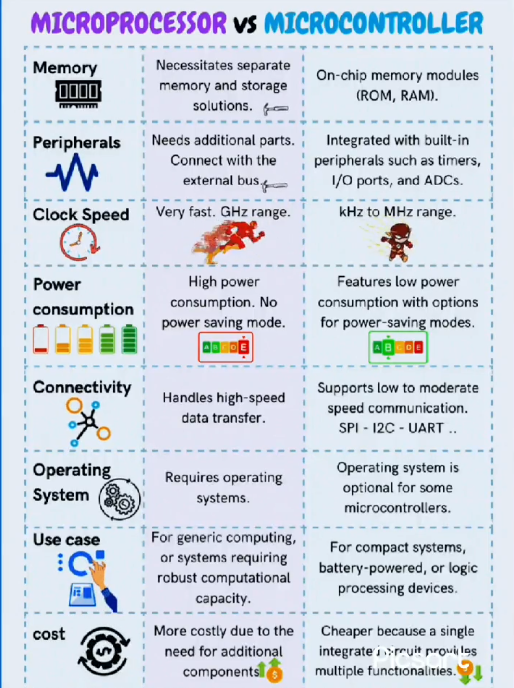 MICROPROCESSOR vs MICROCONTROLLER
Memory
Necessitates separate
memory and storage
solutions.
On-chip memory modules
(ROM, RAM).
Peripherals
Needs additional parts.
Connect with the
external bus
Integrated with built-in
peripherals such as timers,
I/O ports, and ADCs.
Clock Speed
Very fast. GHz range.
kHz to MHz range.
Power
consumption
High power
consumption. No
power saving mode.
A B C D E
Features low power
consumption with options
for power-saving modes.
A B C D E
Connectivity
Handles high-speed
data transfer.
Supports low to moderate
speed communication.
SPI - I2C - UART ..
Operating
System
Requires operating
systems.
Operating system is
optional for some
microcontrollers.
Use case
For generic computing,
or systems requiring
robust computational
capacity.
For compact systems,
battery-powered, or logic
processing devices.
cost
More costly due to the
need for additional
components
Cheaper because a single
integrated circuit provides
multiple functionalities.
Picsart